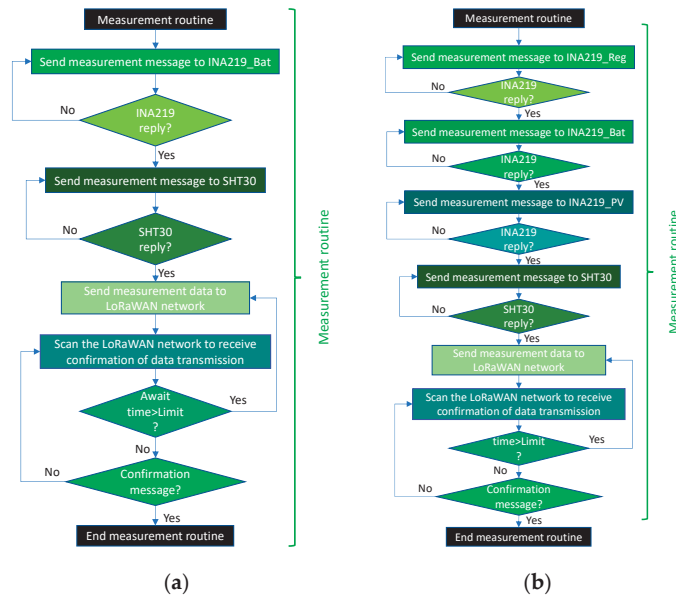 Measurement routine
Send measurement message to INA219_Bat
No
INA219
reply?
Yes
Send measurement message to SHT30
No
SHT30
reply?
Yes
Send measurement data to
LoRaWAN network
Scan the LoRaWAN network to receive
confirmation of data transmission
Await
time>Limit
?
Yes
No
No
Confirmation
message?
Yes
End measurement routine
Measurement routine
(a)
Measurement routine
Send measurement message to INA219_Reg
No
INA219
reply?
Yes
Send measurement message to INA219_Bat
No
INA219
reply?
Yes
Send measurement message to INA219_PV
No
INA219
reply?
Yes
Send measurement message to SHT30
No
SHT30
reply?
Yes
Send measurement data to
LoRaWAN network
Scan the LoRaWAN network to receive
confirmation of data transmission
time>Limit
?
Yes
No
No
Confirmation
message?
Yes
End measurement routine
Measurement routine
(b)